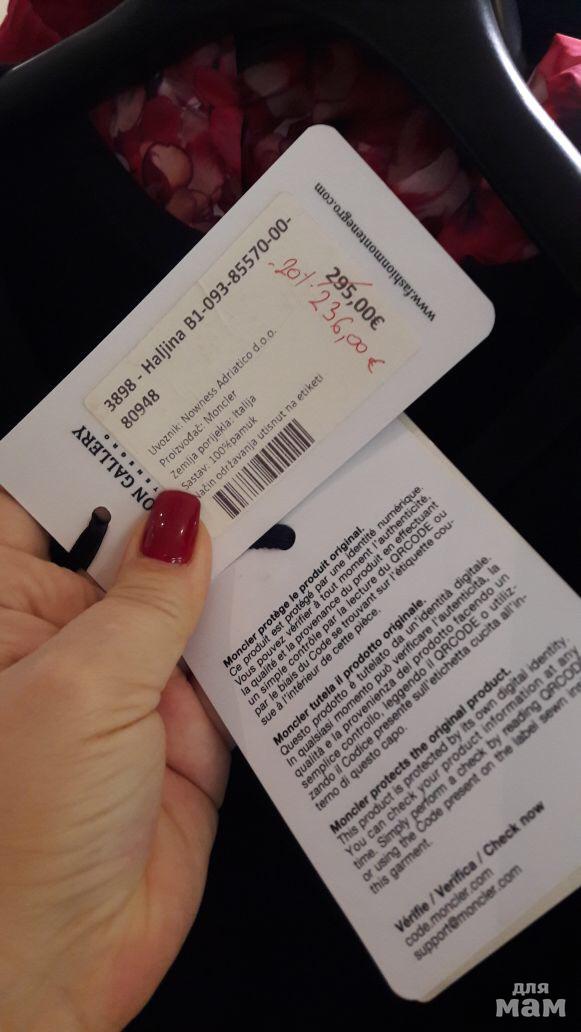 www.fashionmontenegro.com
3898 - Haljina B1-093-85570-00-
80948
295,00€
-20% 236,00 €
Uvoznik: Nowness Adriatico d.o.o.
Proizvođač: Moncler
Zemlja porijekla: Italija
Sastav: 100%pamuk
Način održavanja utisnut na etiketi
ON GALLERY
Moncler protège le produit original.
Ce produit est protégé par une identité numérique.
Vous pouvez vérifier à tout moment l'authenticité,
la qualité et la provenance du produit en effectuant
un simple contrôle par la lecture du QRCODE ou
par le biais du Code se trouvant sur l'étiquette cou-
sue à l'intérieur de cette pièce.
Moncler tutela il prodotto originale.
Questo prodotto è tutelato da un'identità digitale.
In qualsiasi momento può verificare l'autenticità, la
qualità e la provenienza del prodotto facendo un
semplice controllo, leggendo il QRCODE o utiliz-
zando il Codice presente sull'etichetta cucita all'in-
terno di questo capo.
Moncler protects the original product.
This product is protected by its own digital identity.
You can check your product information at any
time. Simply perform a check by reading QRCODE
or using the Code present on the label sewn in
this garment.
Vérifie / Verifica / Check now
code.moncler.com
support@moncler.com
для
мам